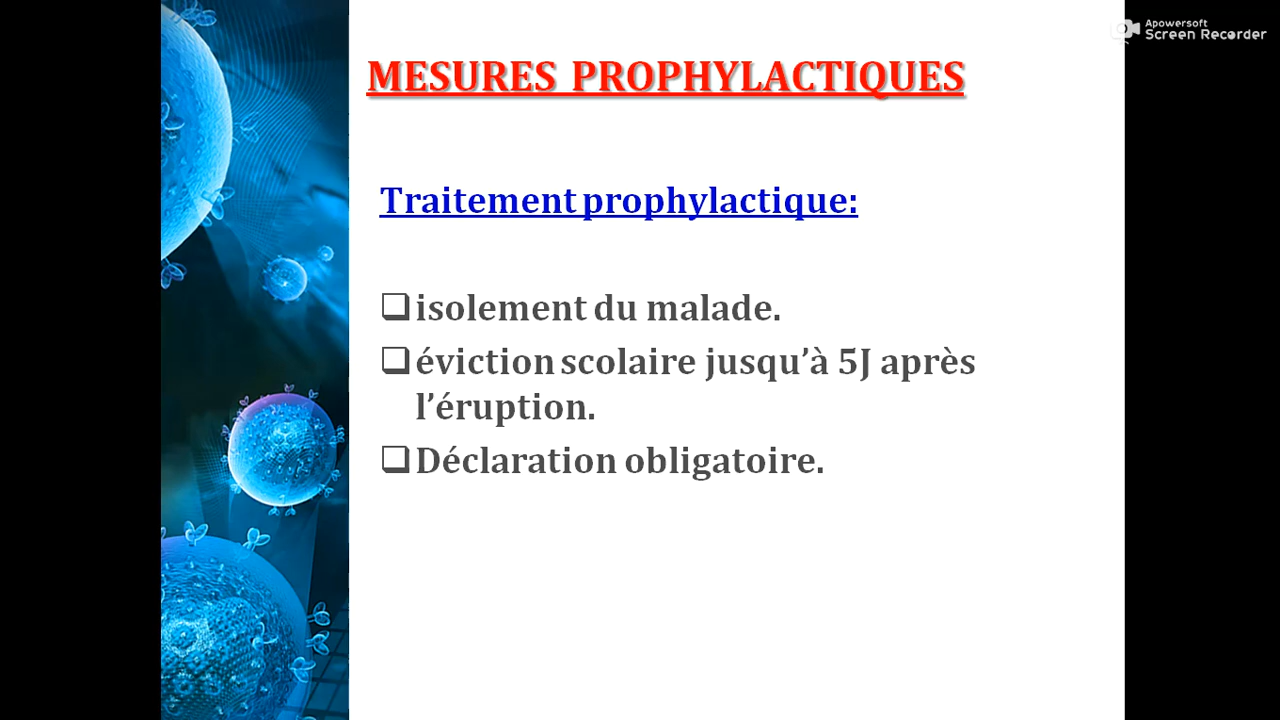 Apowersoft
Screen Recorder
MESURES PROPHYLACTIQUES
Traitement prophylactique:
isolement du malade.
éviction scolaire jusqu’à 5J après
l’éruption.
Déclaration obligatoire.